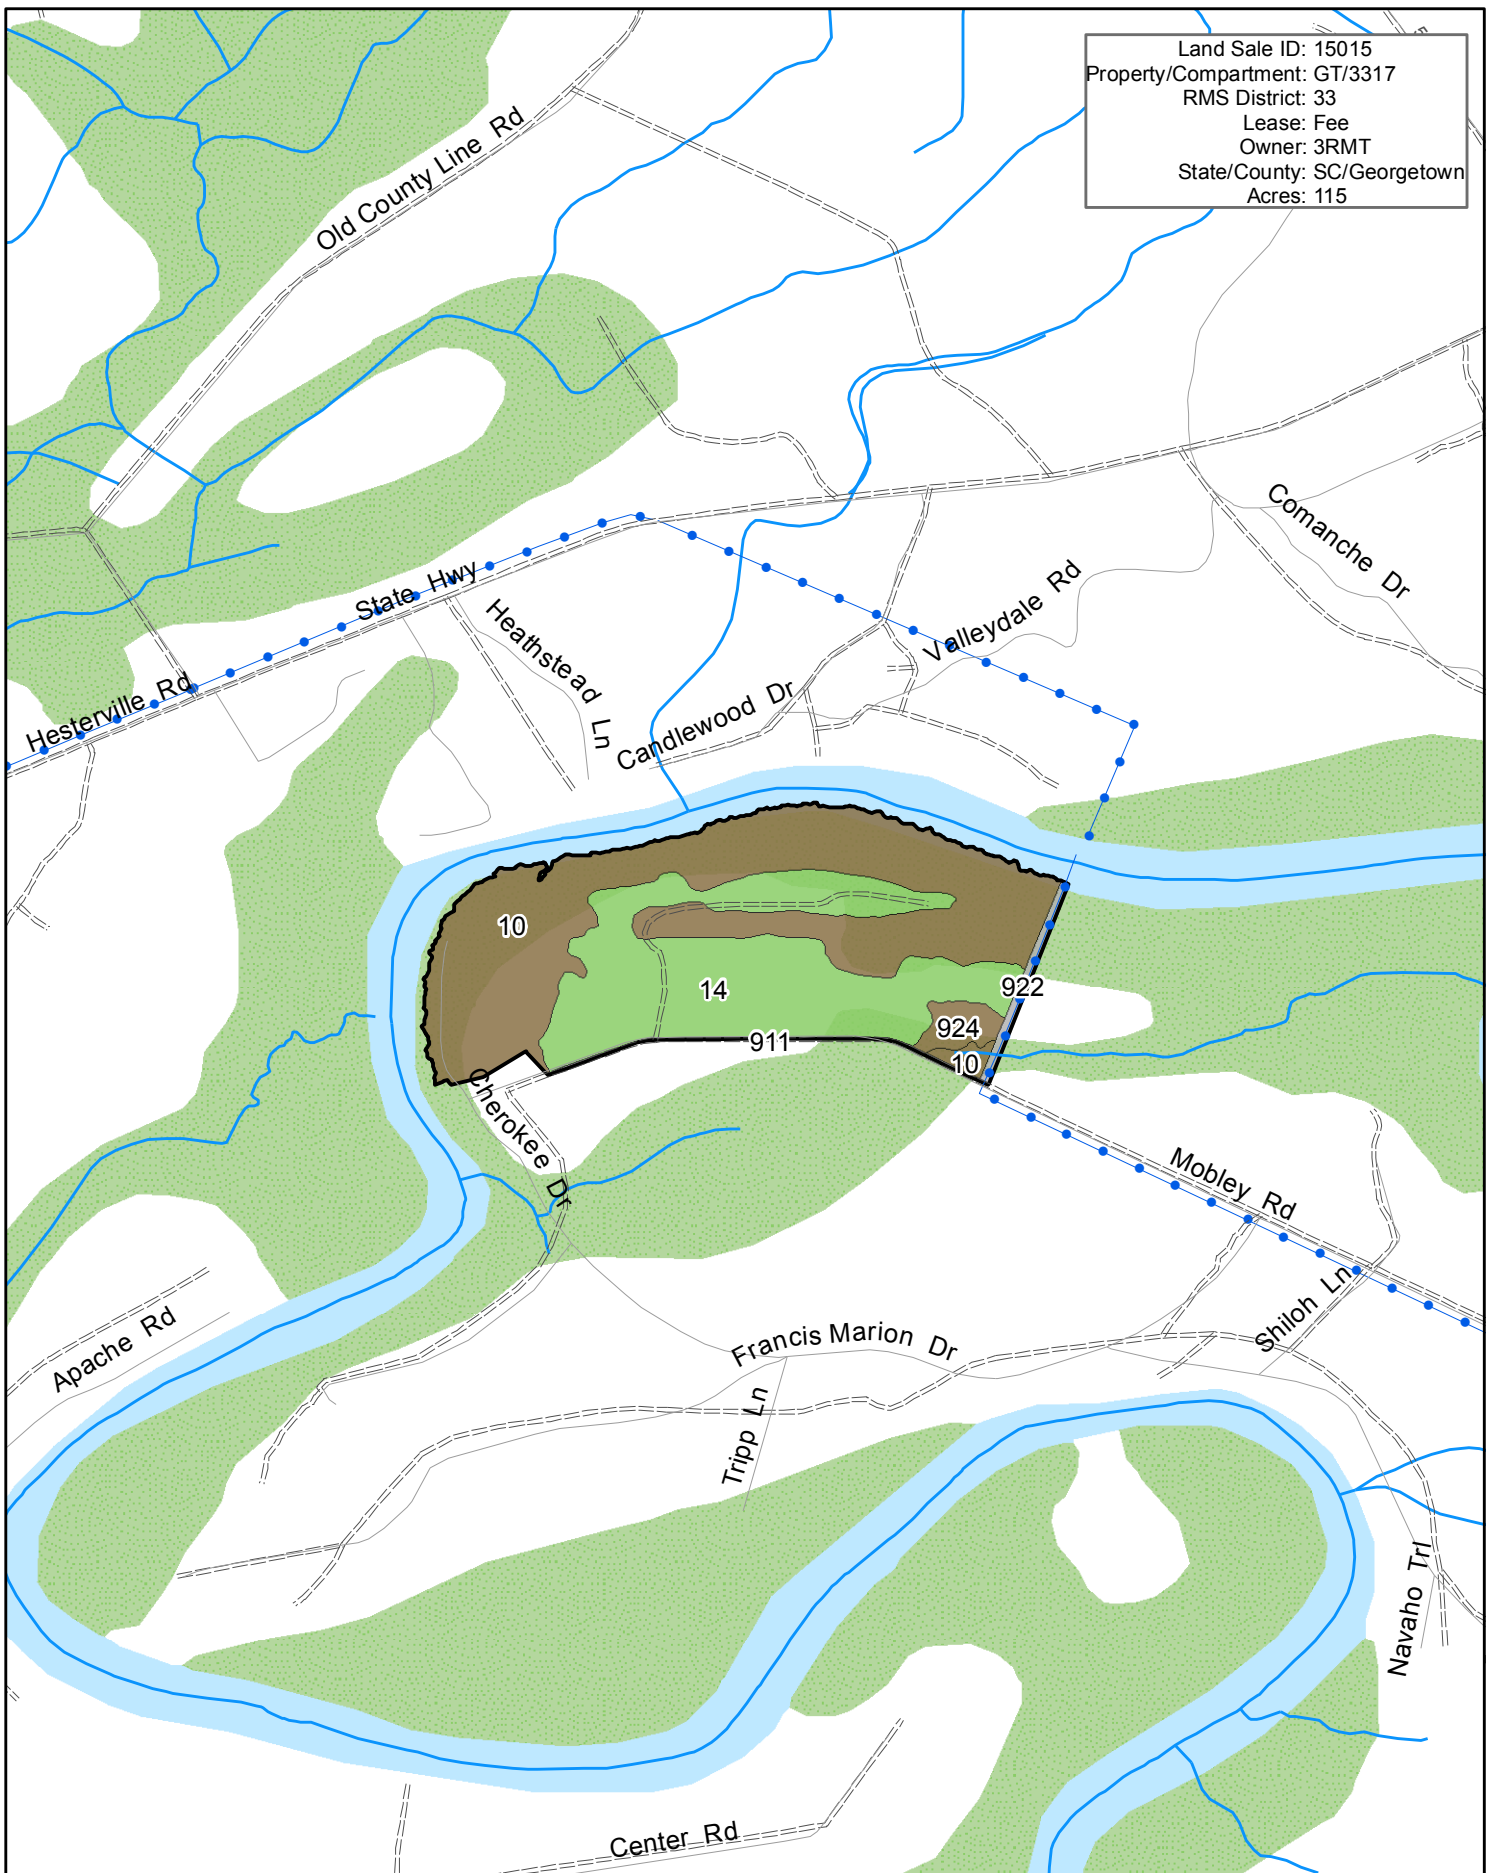 Land Sale ID: 15015
Property/Compartment: GT/3317
RMS District: 33
Lease: Fee
Owner: 3RMT
State/County: SC/Georgetown
Acres: 115
Old County Line Rd
Comanche Dr
State Hwy
Heathstead Ln
Valleydale Rd
Hesterville Rd
Candlewood Dr
10
14
922
924
911
10
Cherokee Dr
Mobley Rd
Apache Rd
Shiloh Ln
Francis Marion Dr
Tripp Ln
Navaho Trl
Center Rd